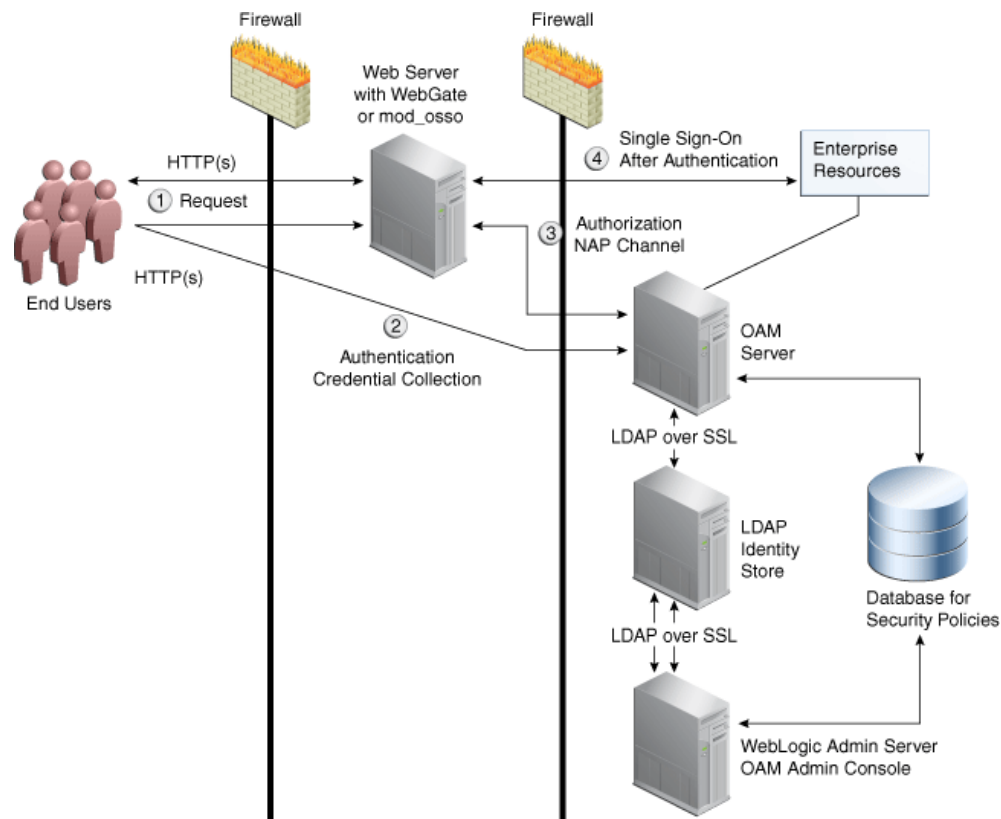 Firewall
Firewall
Web Server
with WebGate
or mod_osso
HTTP(s)
1 Request
4 Single Sign-On
After Authentication
Enterprise
Resources
3 Authorization
NAP Channel
End Users
HTTP(s)
2
Authentication
Credential Collection
OAM
Server
LDAP over SSL
LDAP
Identity
Store
Database for
Security Policies
LDAP over SSL
WebLogic Admin Server
OAM Admin Console